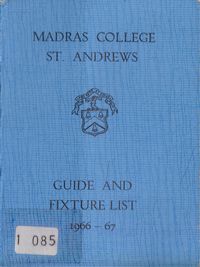 MADRAS COLLEGE
ST. ANDREWS
GUIDE AND
FIXTURE LIST
1966 – 67
1 085